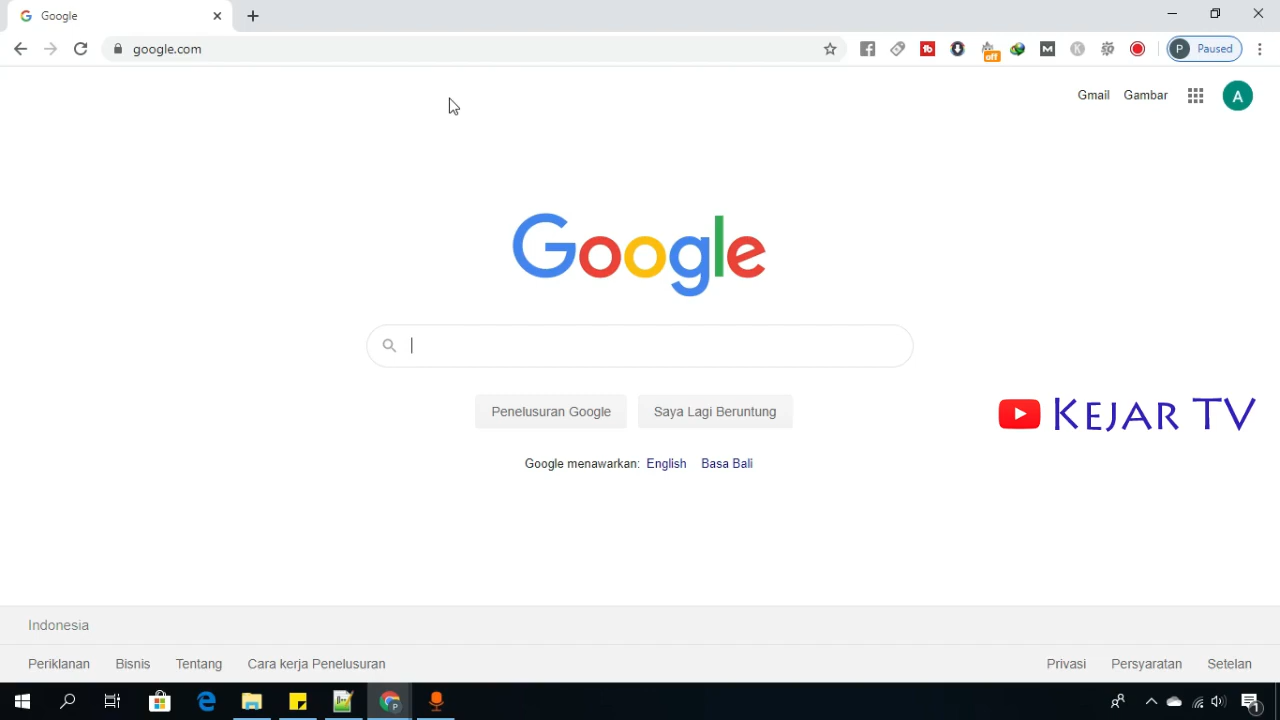 Google
google.com
Paused
Gmail Gambar
A
Google
Penelusuran Google Saya Lagi Beruntung
KEJAR TV
Google menawarkan: English Basa Bali
Indonesia
Periklanan Bisnis Tentang Cara kerja Penelusuran Privasi Persyaratan Setelan